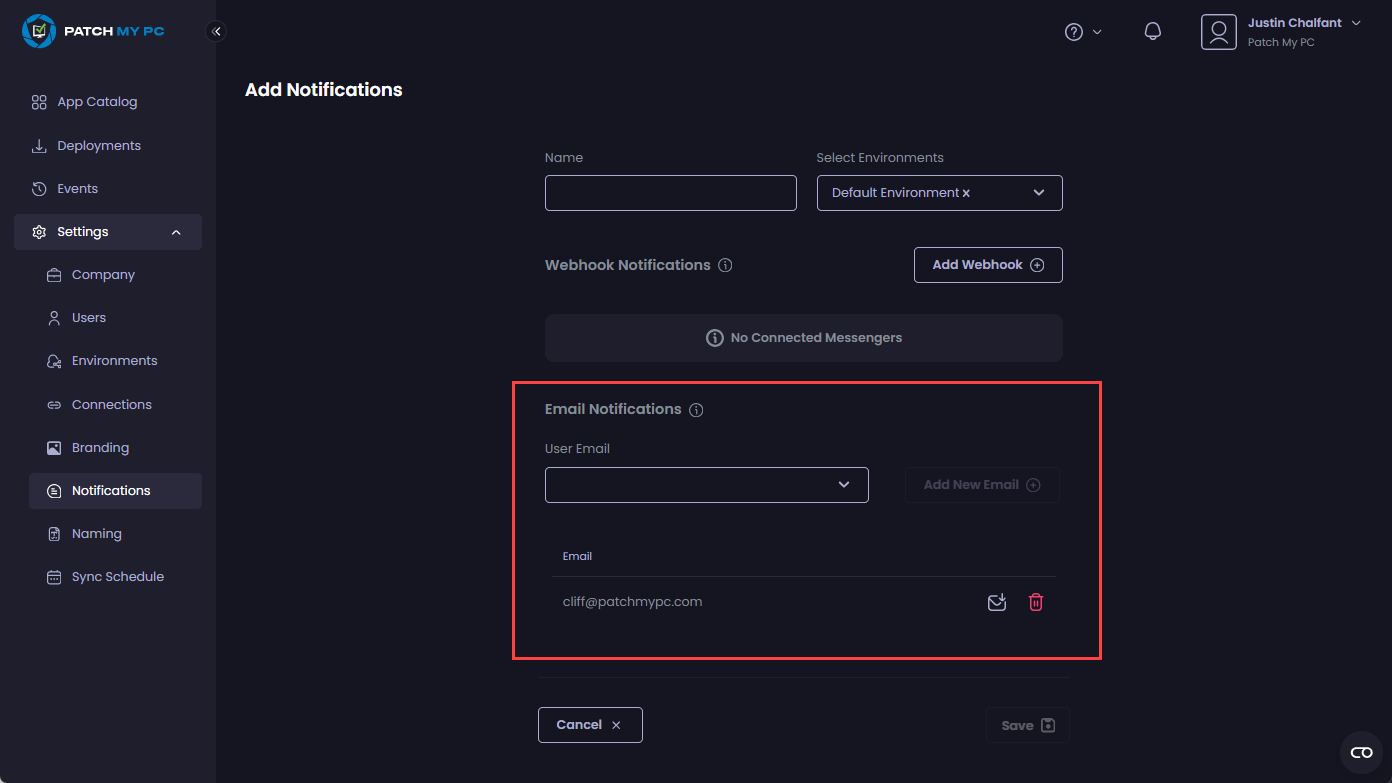 PATCH MY PC
Justin Chalfant
Patch My PC
App Catalog
Deployments
Events
Settings
Company
Users
Environments
Connections
Branding
Notifications
Naming
Sync Schedule
Add Notifications
Name
Select Environments
Default Environment x
Webhook Notifications
Add Webhook
No Connected Messengers
Email Notifications
User Email
Add New Email
Email
cliff@patchmypc.com
Cancel
Save